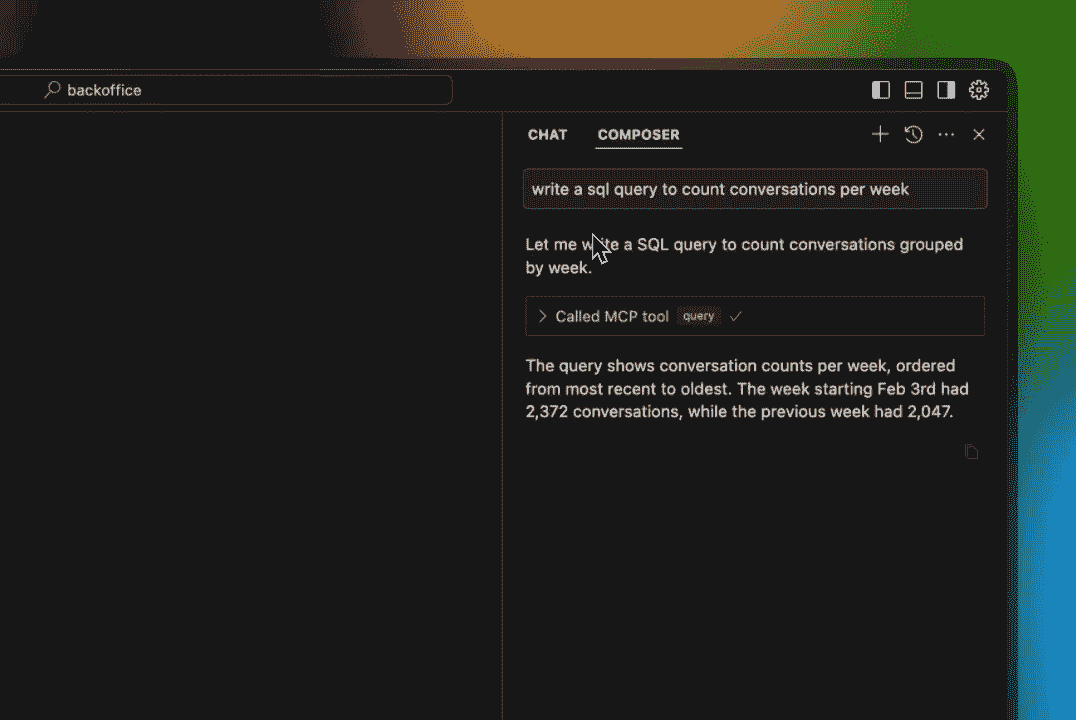 backoffice
CHAT
COMPOSER
write a sql query to count conversations per week
Let me write a SQL query to count conversations grouped
by week.
Called MCP tool query
The query shows conversation counts per week, ordered
from most recent to oldest. The week starting Feb 3rd had
2,372 conversations, while the previous week had 2,047.